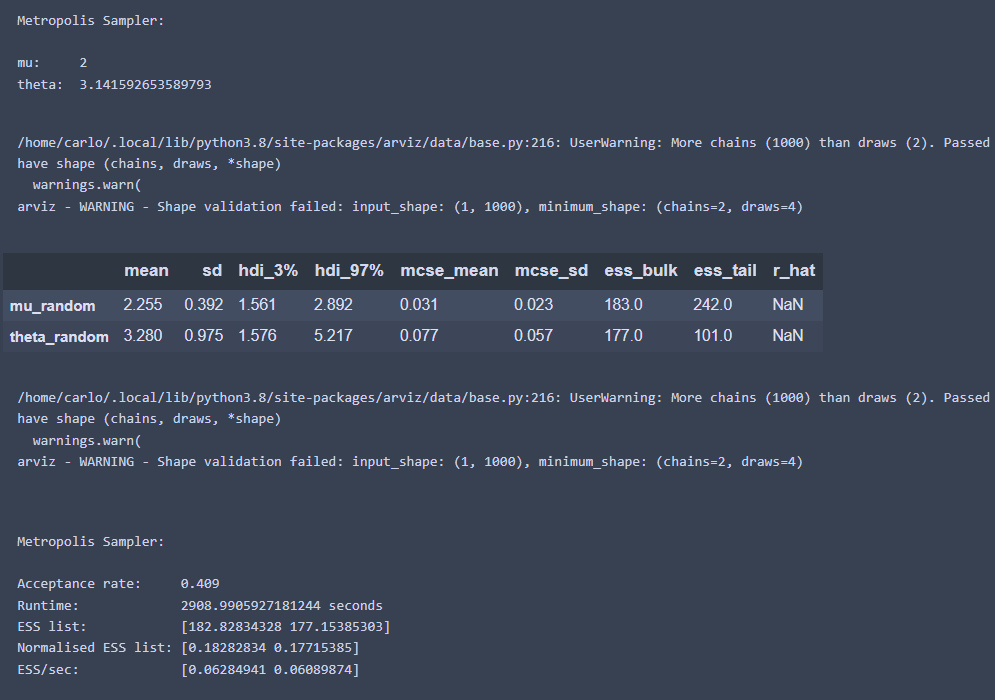 Metropolis Sampler:
mu: 2
theta: 3.141592653589793
/home/carlo/.local/lib/python3.8/site-packages/arviz/data/base.py:216: UserWarning: More chains (1000) than draws (2). Passed
have shape (chains, draws, *shape)
warnings.warn(
arviz - WARNING - Shape validation failed: input_shape: (1, 1000), minimum_shape: (chains=2, draws=4)
mean sd hdi_3% hdi_97% mcse_mean mcse_sd ess_bulk ess_tail r_hat
mu_random 2.255 0.392 1.561 2.892 0.031 0.023 183.0 242.0 NaN
theta_random 3.280 0.975 1.576 5.217 0.077 0.057 177.0 101.0 NaN
/home/carlo/.local/lib/python3.8/site-packages/arviz/data/base.py:216: UserWarning: More chains (1000) than draws (2). Passed
have shape (chains, draws, *shape)
warnings.warn(
arviz - WARNING - Shape validation failed: input_shape: (1, 1000), minimum_shape: (chains=2, draws=4)
Metropolis Sampler:
Acceptance rate: 0.409
Runtime: 2908.9905927181244 seconds
ESS list: [182.82834328 177.15385303]
Normalised ESS list: [0.18282834 0.17715385]
ESS/sec: [0.06284941 0.06089874]